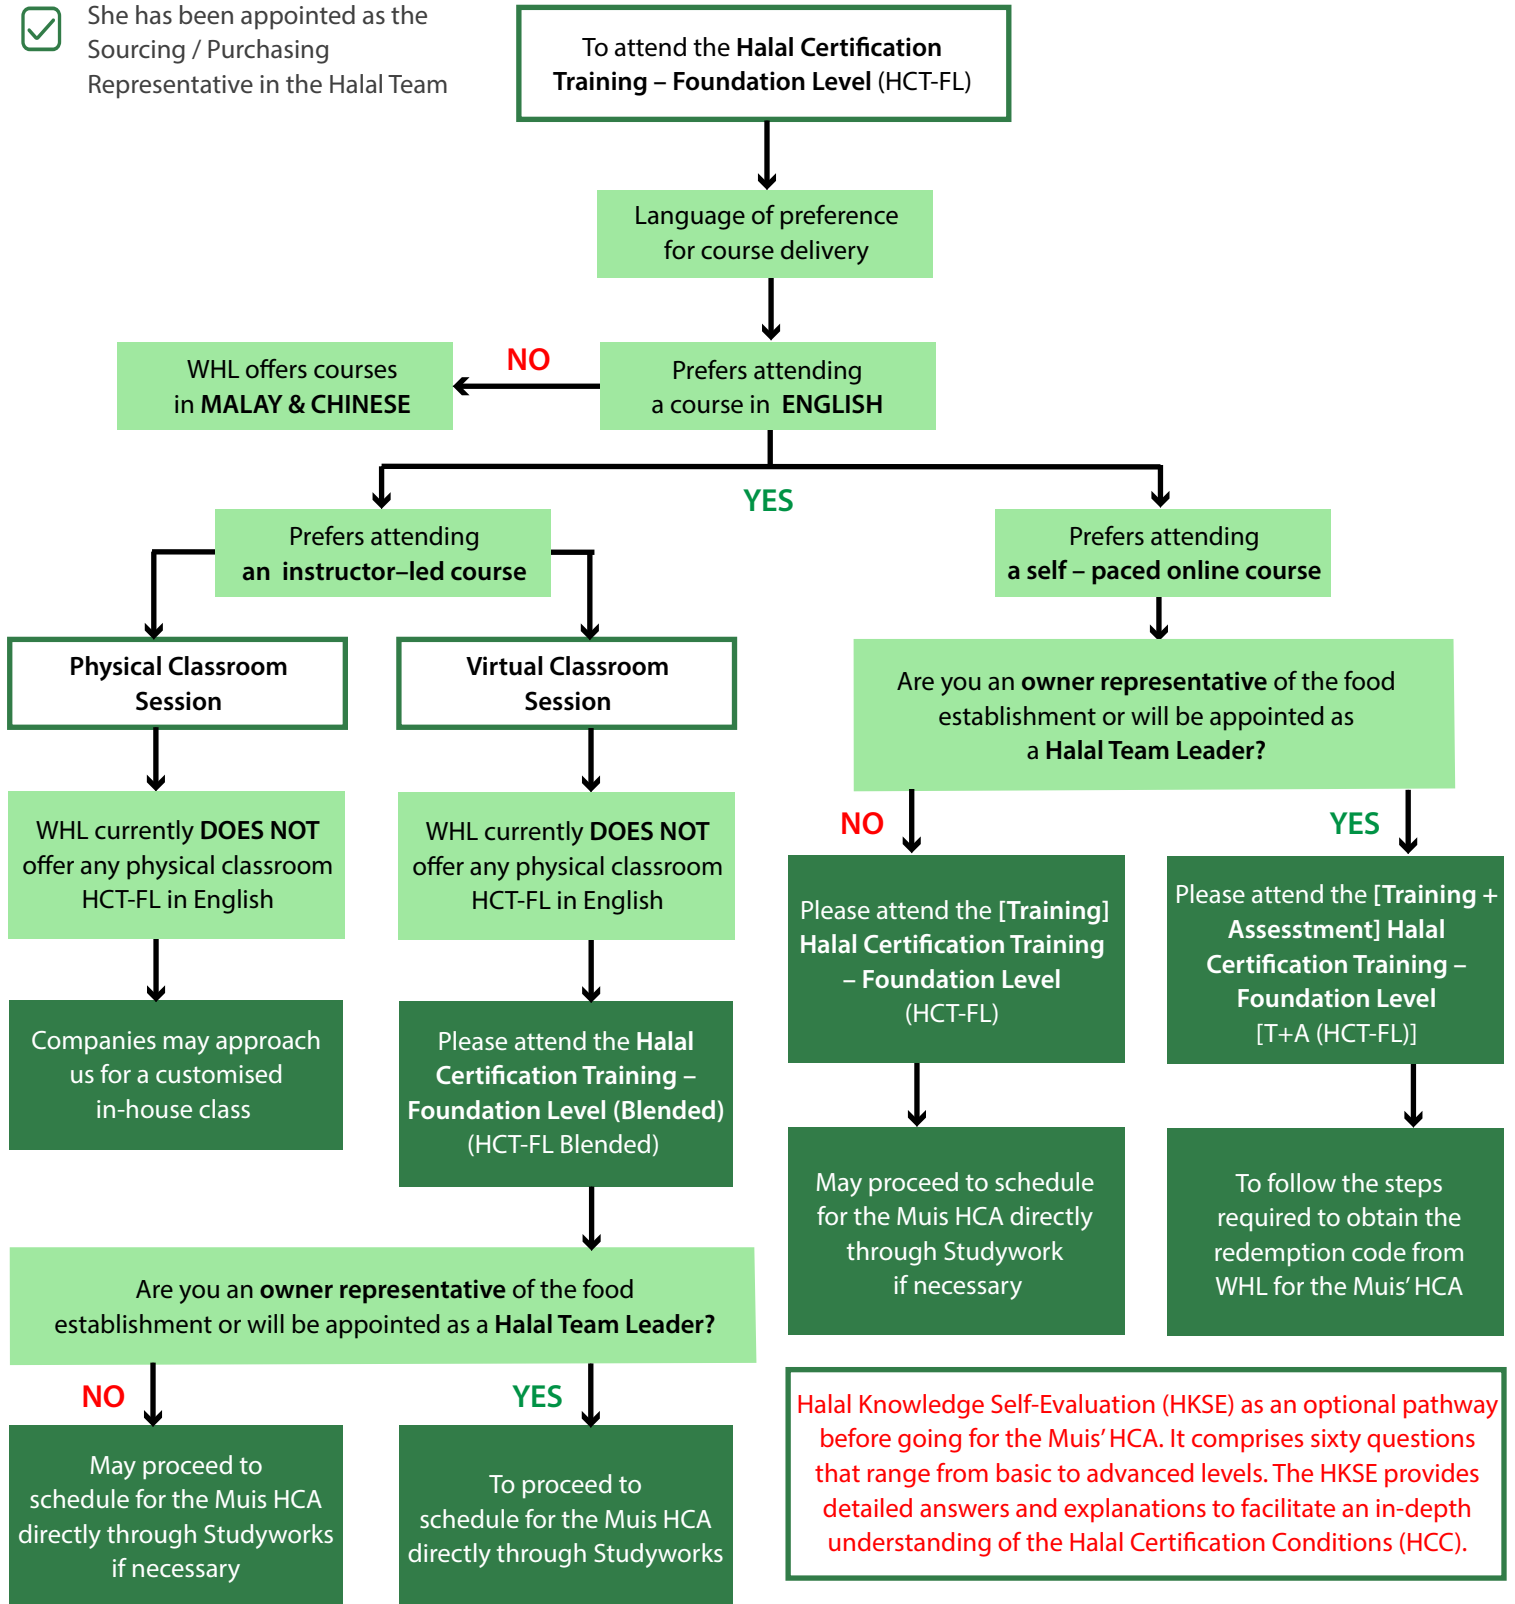 She has been appointed as the
Sourcing / Purchasing
Representative in the Halal Team
To attend the Halal Certification
Training – Foundation Level (HCT-FL)
Language of preference
for course delivery
WHL offers courses
in MALAY & CHINESE
NO
Prefers attending
a course in ENGLISH
YES
Prefers attending
an instructor–led course
Prefers attending
a self – paced online course
Physical Classroom
Session
Virtual Classroom
Session
Are you an owner representative of the food
establishment or will be appointed as
a Halal Team Leader?
WHL currently DOES NOT
offer any physical classroom
HCT-FL in English
WHL currently DOES NOT
offer any physical classroom
HCT-FL in English
NO
YES
Please attend the [Training]
Halal Certification Training
– Foundation Level
(HCT-FL)
Please attend the [Training +
Assesstment] Halal
Certification Training –
Foundation Level
[T+A (HCT-FL)]
Companies may approach
us for a customised
in-house class
Please attend the Halal
Certification Training –
Foundation Level (Blended)
(HCT-FL Blended)
May proceed to schedule
for the Muis HCA directly
through Studywork
if necessary
To follow the steps
required to obtain the
redemption code from
WHL for the Muis’ HCA
Are you an owner representative of the food
establishment or will be appointed as a Halal Team Leader?
NO
YES
May proceed to
schedule for the Muis HCA
directly through Studyworks
if necessary
To proceed to
schedule for the Muis HCA
directly through Studyworks
Halal Knowledge Self-Evaluation (HKSE) as an optional pathway
before going for the Muis’ HCA. It comprises sixty questions
that range from basic to advanced levels. The HKSE provides
detailed answers and explanations to facilitate an in-depth
understanding of the Halal Certification Conditions (HCC).